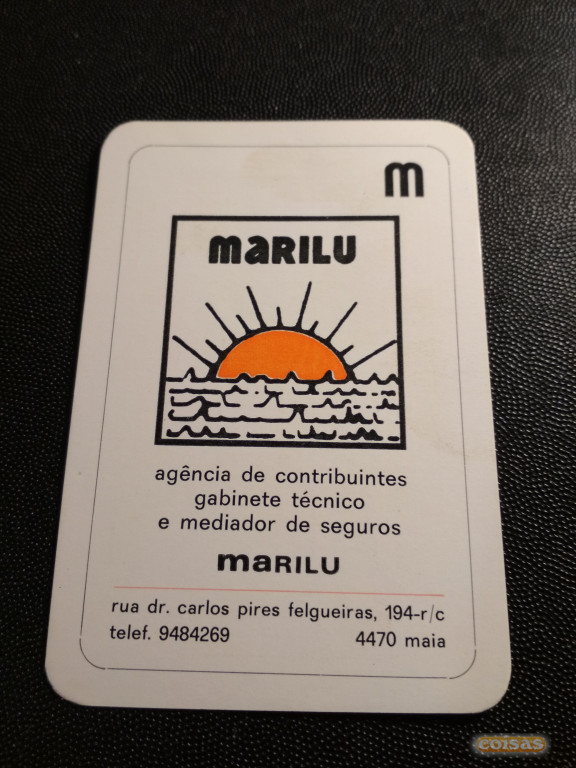 m
maRILU
agência de contribuintes
gabinete técnico
e mediador de seguros
maRILU
rua dr. carlos pires felgueiras, 194-r/c
telef. 9484269 4470 maia
coisas